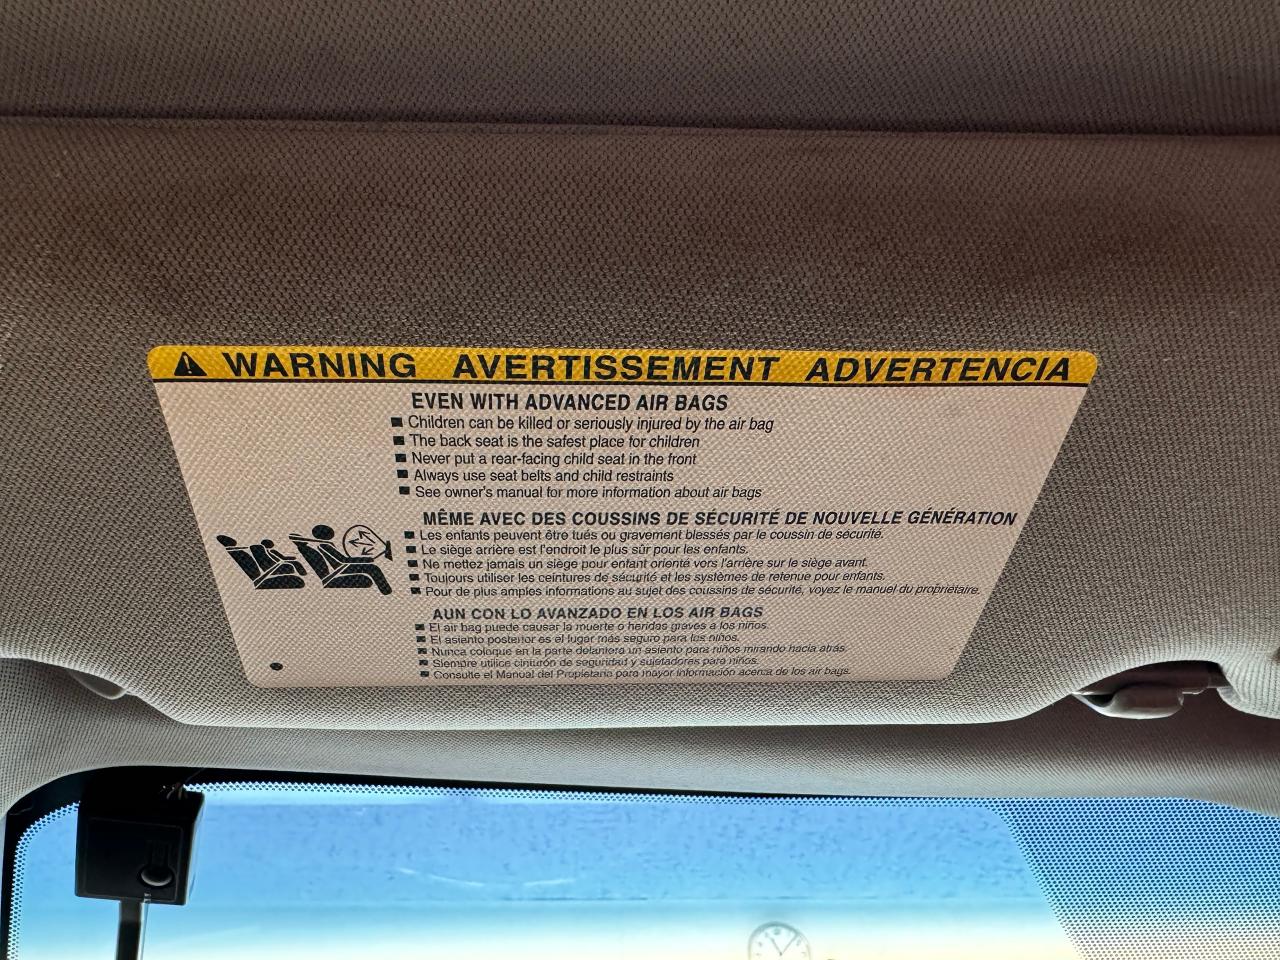 WARNING AVERTISSEMENT ADVERTENCIA
EVEN WITH ADVANCED AIR BAGS
Children can be killed or seriously injured by the air bag
The back seat is the safest place for children
Never put a rear-facing child seat in the front
Always use seat belts and child restraints
See owner's manual for more information about air bags
MÊME AVEC DES COUSSINS DE SÉCURITÉ DE NOUVELLE GÉNÉRATION
Les enfants peuvent être tués ou gravement blessés par le coussin de sécurité.
Le siège arrière est l'endroit le plus sûr pour les enfants.
Ne mettez jamais un siège pour enfant orienté vers l'arrière sur le siège avant.
Toujours utiliser les ceintures de sécurité et les systèmes de retenue pour enfants.
Pour de plus amples informations au sujet des coussins de sécurité, voyez le manuel du propriétaire.
AUN CON LO AVANZADO EN LOS AIR BAGS
El air bag puede causar la muerte o heridas graves a los niños.
El asiento posterior es el lugar más seguro para los niños.
Nunca coloque en la parte delantera un asiento para niños mirando hacia atrás.
Siempre utilice cinturón de seguridad y sujetadores para niños.
Consulte el Manual del Propietario para mayor información acerca de los air bags.